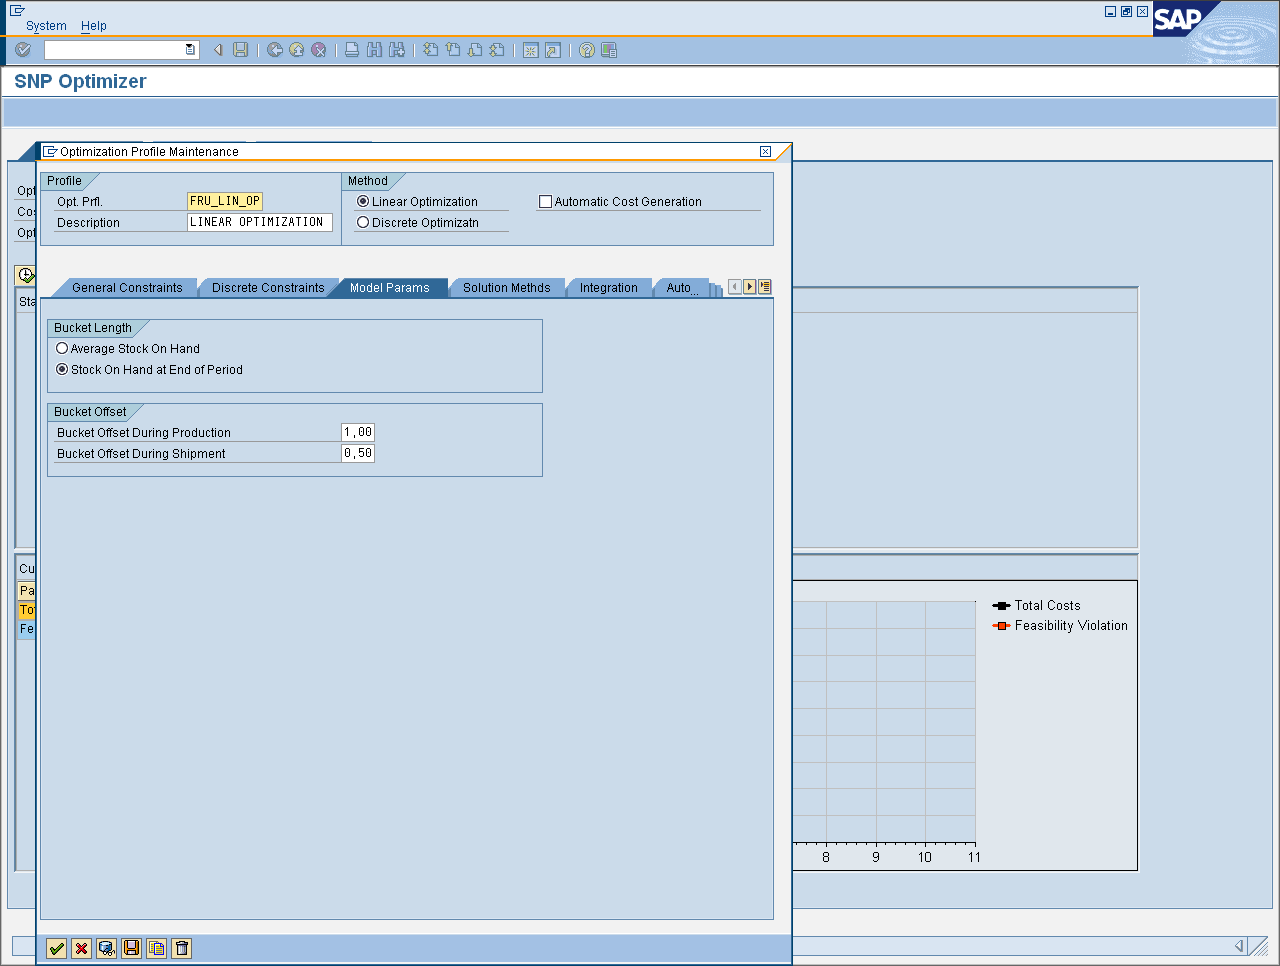 System Help
SAP
SNP Optimizer
Optimization Profile Maintenance
Profile
Method
Opt. Prfl.
FRU_LIN_OP
Linear Optimization
Automatic Cost Generation
Description
LINEAR OPTIMIZATION
Discrete Optimizatn
Opt
Cos
Opt
General Constraints
Discrete Constraints
Model Params
Solution Methds
Integration
Auto...
Sta
Bucket Length
Average Stock On Hand
Stock On Hand at End of Period
Bucket Offset
Bucket Offset During Production
1,00
Bucket Offset During Shipment
0,50
Cu
Pa
Tot
Fe
Total Costs
Feasibility Violation
8 9 10 11